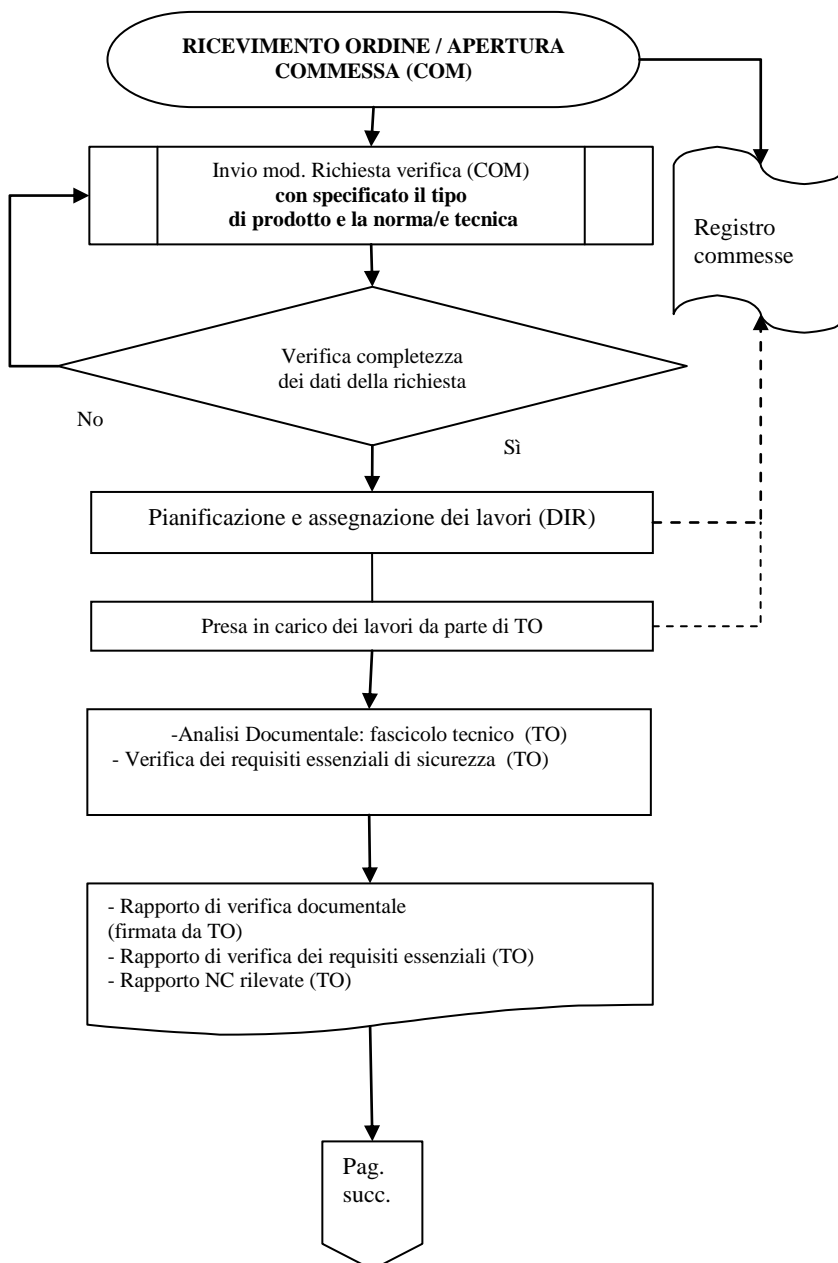 RICEVIMENTO ORDINE / APERTURA
COMMESSA (COM)
Invio mod. Richiesta verifica (COM)
con specificato il tipo
di prodotto e la norma/e tecnica
Registro
commesse
Verifica completezza
dei dati della richiesta
No
Sì
Pianificazione e assegnazione dei lavori (DIR)
Presa in carico dei lavori da parte di TO
-Analisi Documentale: fascicolo tecnico (TO)
- Verifica dei requisiti essenziali di sicurezza (TO)
- Rapporto di verifica documentale
(firmata da TO)
- Rapporto di verifica dei requisiti essenziali (TO)
- Rapporto NC rilevate (TO)
Pag.
succ.